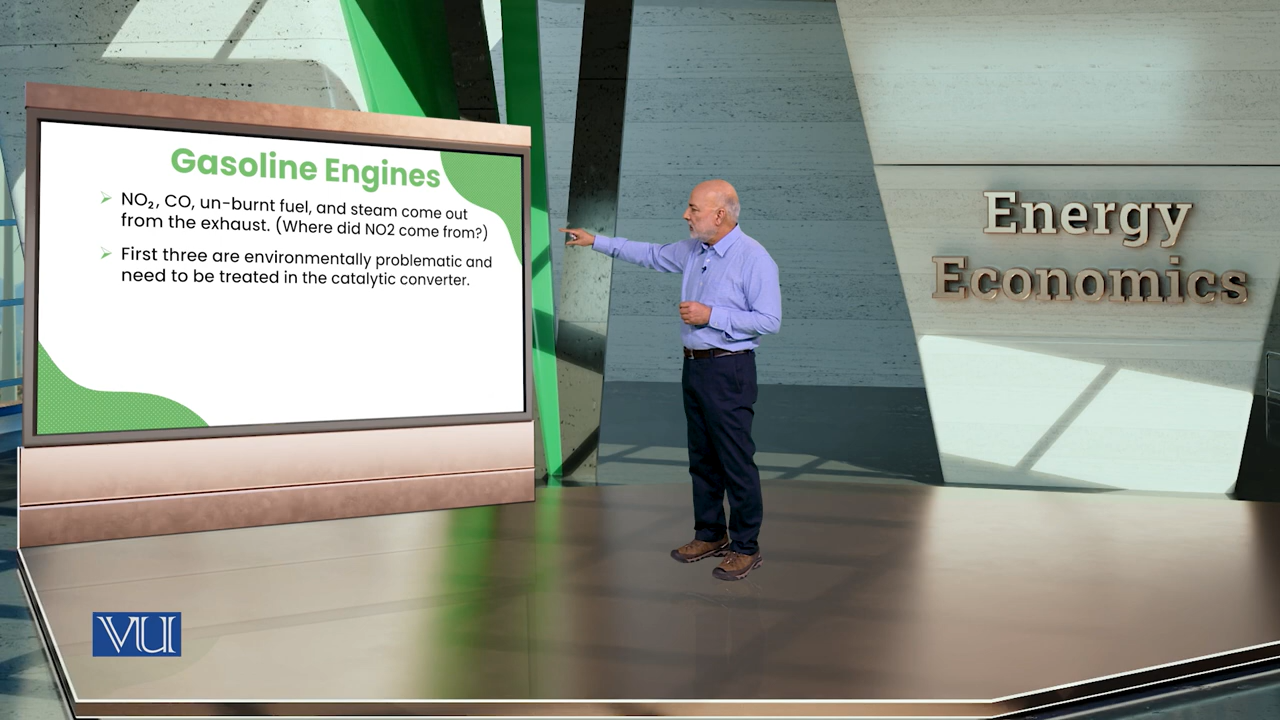 Gasoline Engines
➢ NO₂, CO, un-burnt fuel, and steam come out
from the exhaust. (Where did NO2 come from?)
➢ First three are environmentally problematic and
need to be treated in the catalytic converter.
Energy
Economics
VU